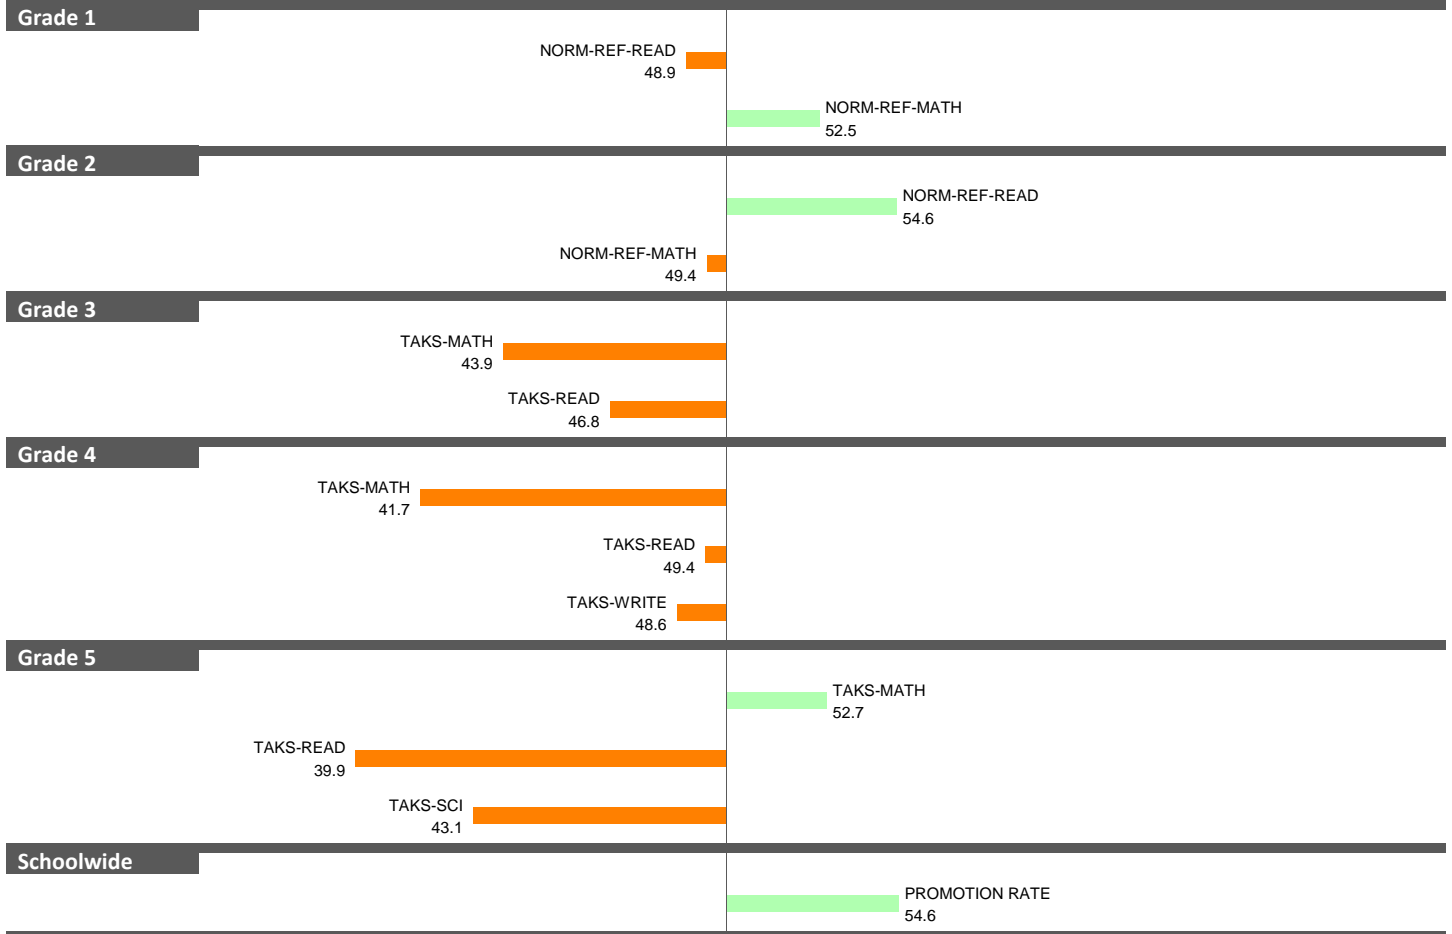 Grade 1
NORM-REF-READ
48.9
NORM-REF-MATH
52.5
Grade 2
NORM-REF-READ
54.6
NORM-REF-MATH
49.4
Grade 3
TAKS-MATH
43.9
TAKS-READ
46.8
Grade 4
TAKS-MATH
41.7
TAKS-READ
49.4
TAKS-WRITE
48.6
Grade 5
TAKS-MATH
52.7
TAKS-READ
39.9
TAKS-SCI
43.1
Schoolwide
PROMOTION RATE
54.6